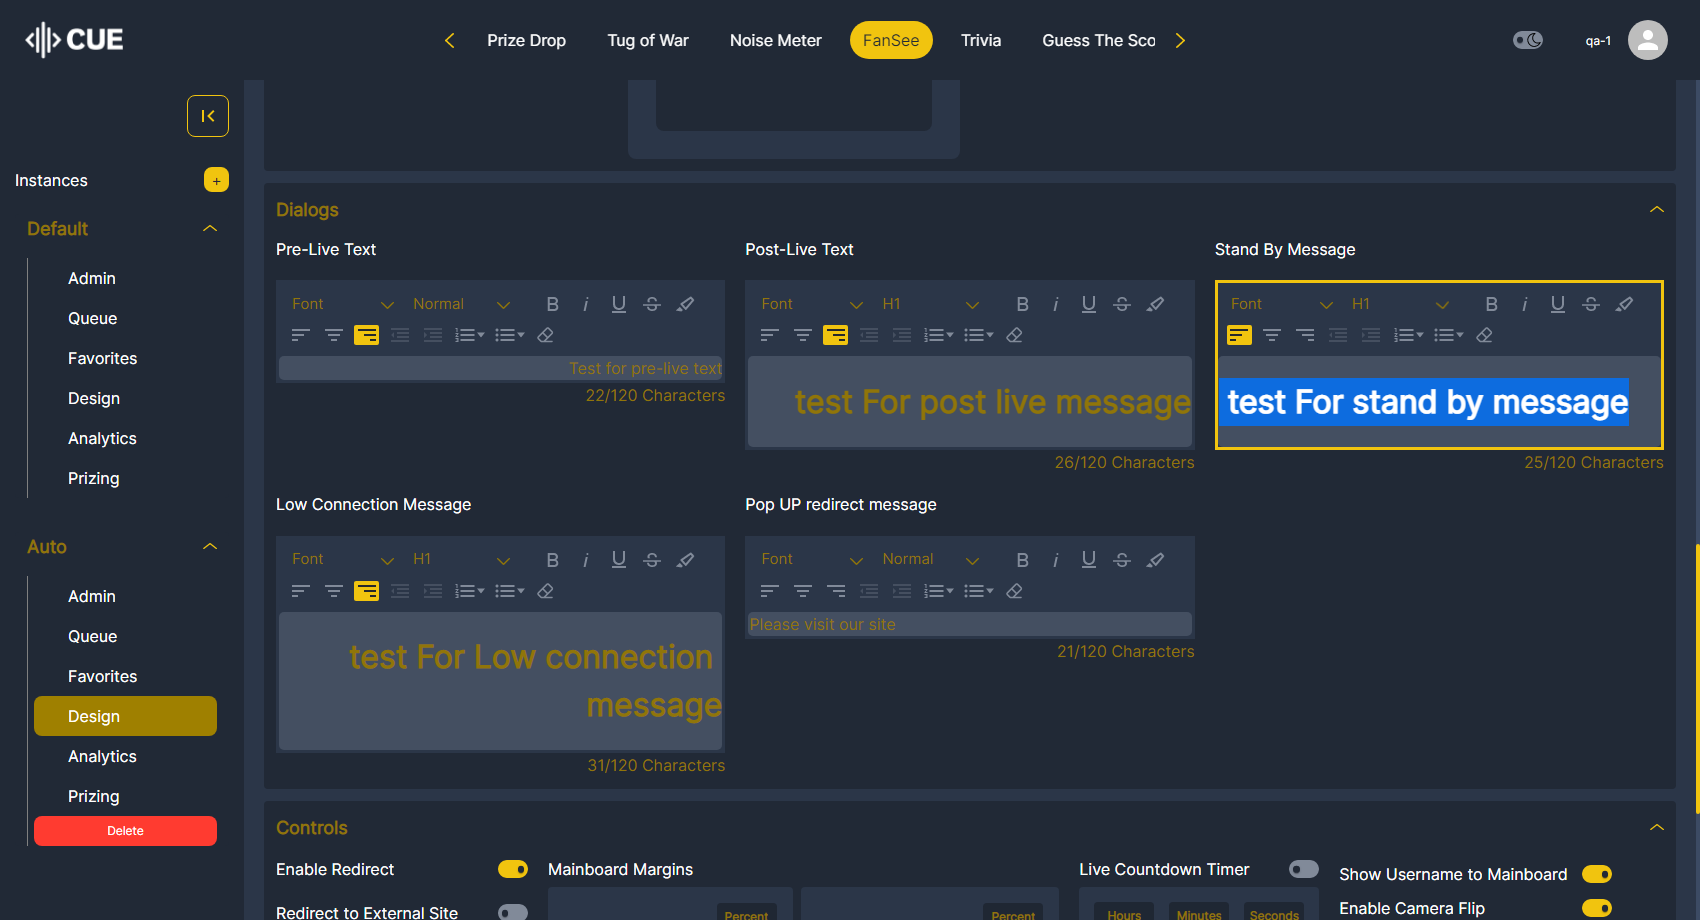 CUE
Prize Drop
Tug of War
Noise Meter
FanSee
Trivia
Guess The Sco
qa-1
Instances
+
Default
Admin
Queue
Favorites
Design
Analytics
Prizing
Auto
Admin
Queue
Favorites
Design
Analytics
Prizing
Delete
Dialogs
Pre-Live Text
Font
Normal
Test for pre-live text
22/120 Characters
Post-Live Text
Font
H1
test For post live message
26/120 Characters
Stand By Message
Font
H1
test For stand by message
25/120 Characters
Low Connection Message
Font
H1
test For Low connection
message
31/120 Characters
Pop UP redirect message
Font
Normal
Please visit our site
21/120 Characters
Controls
Enable Redirect
Redirect to External Site
Mainboard Margins
Percent
Percent
Live Countdown Timer
Hours
Minutes
Seconds
Show Username to Mainboard
Enable Camera Flip